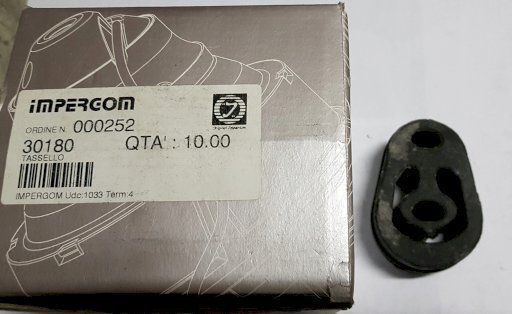 IMPERGOM
ORDINE N. 000252
30180 QTA' : 10.00
TASSELLO
IMPERGOM Udc:1033 Term:4